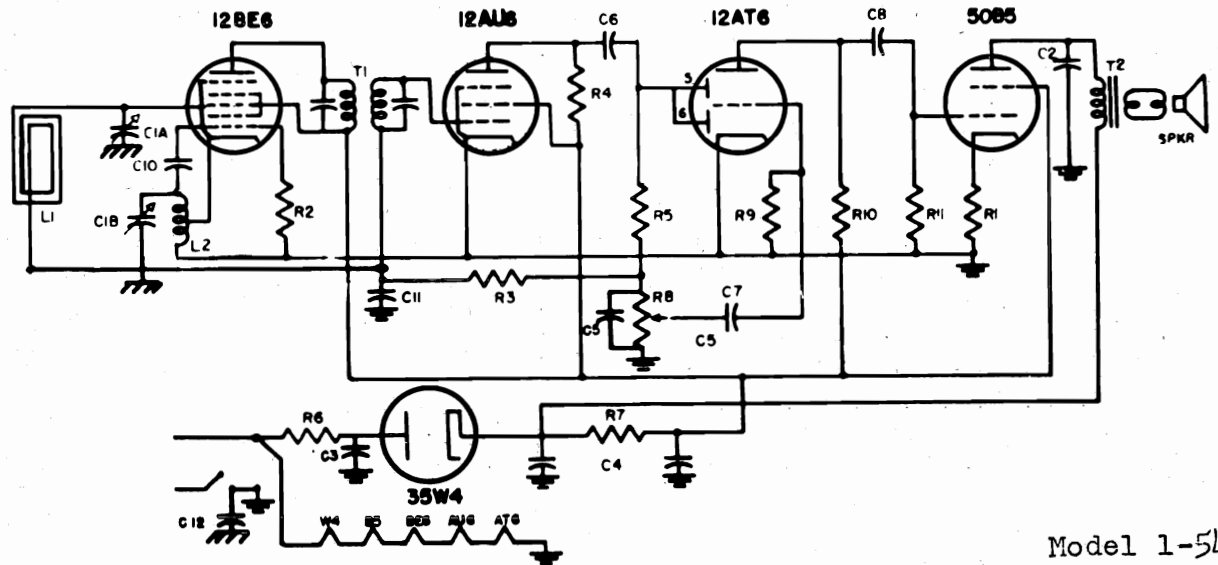 12BE6 12AU6 12AT6 50B5
C6 C8
T1 C2 T2
R4
5
6
C1A
SPKR
C10
L1 C1B R2 R5 R9 R10 R11 R1
L2
C11 R3 R8 C7
C5 C5
R6 R7
C3 C4
35W4
C12 W4 B5 BE6 AU6 AT6
Model 1-54